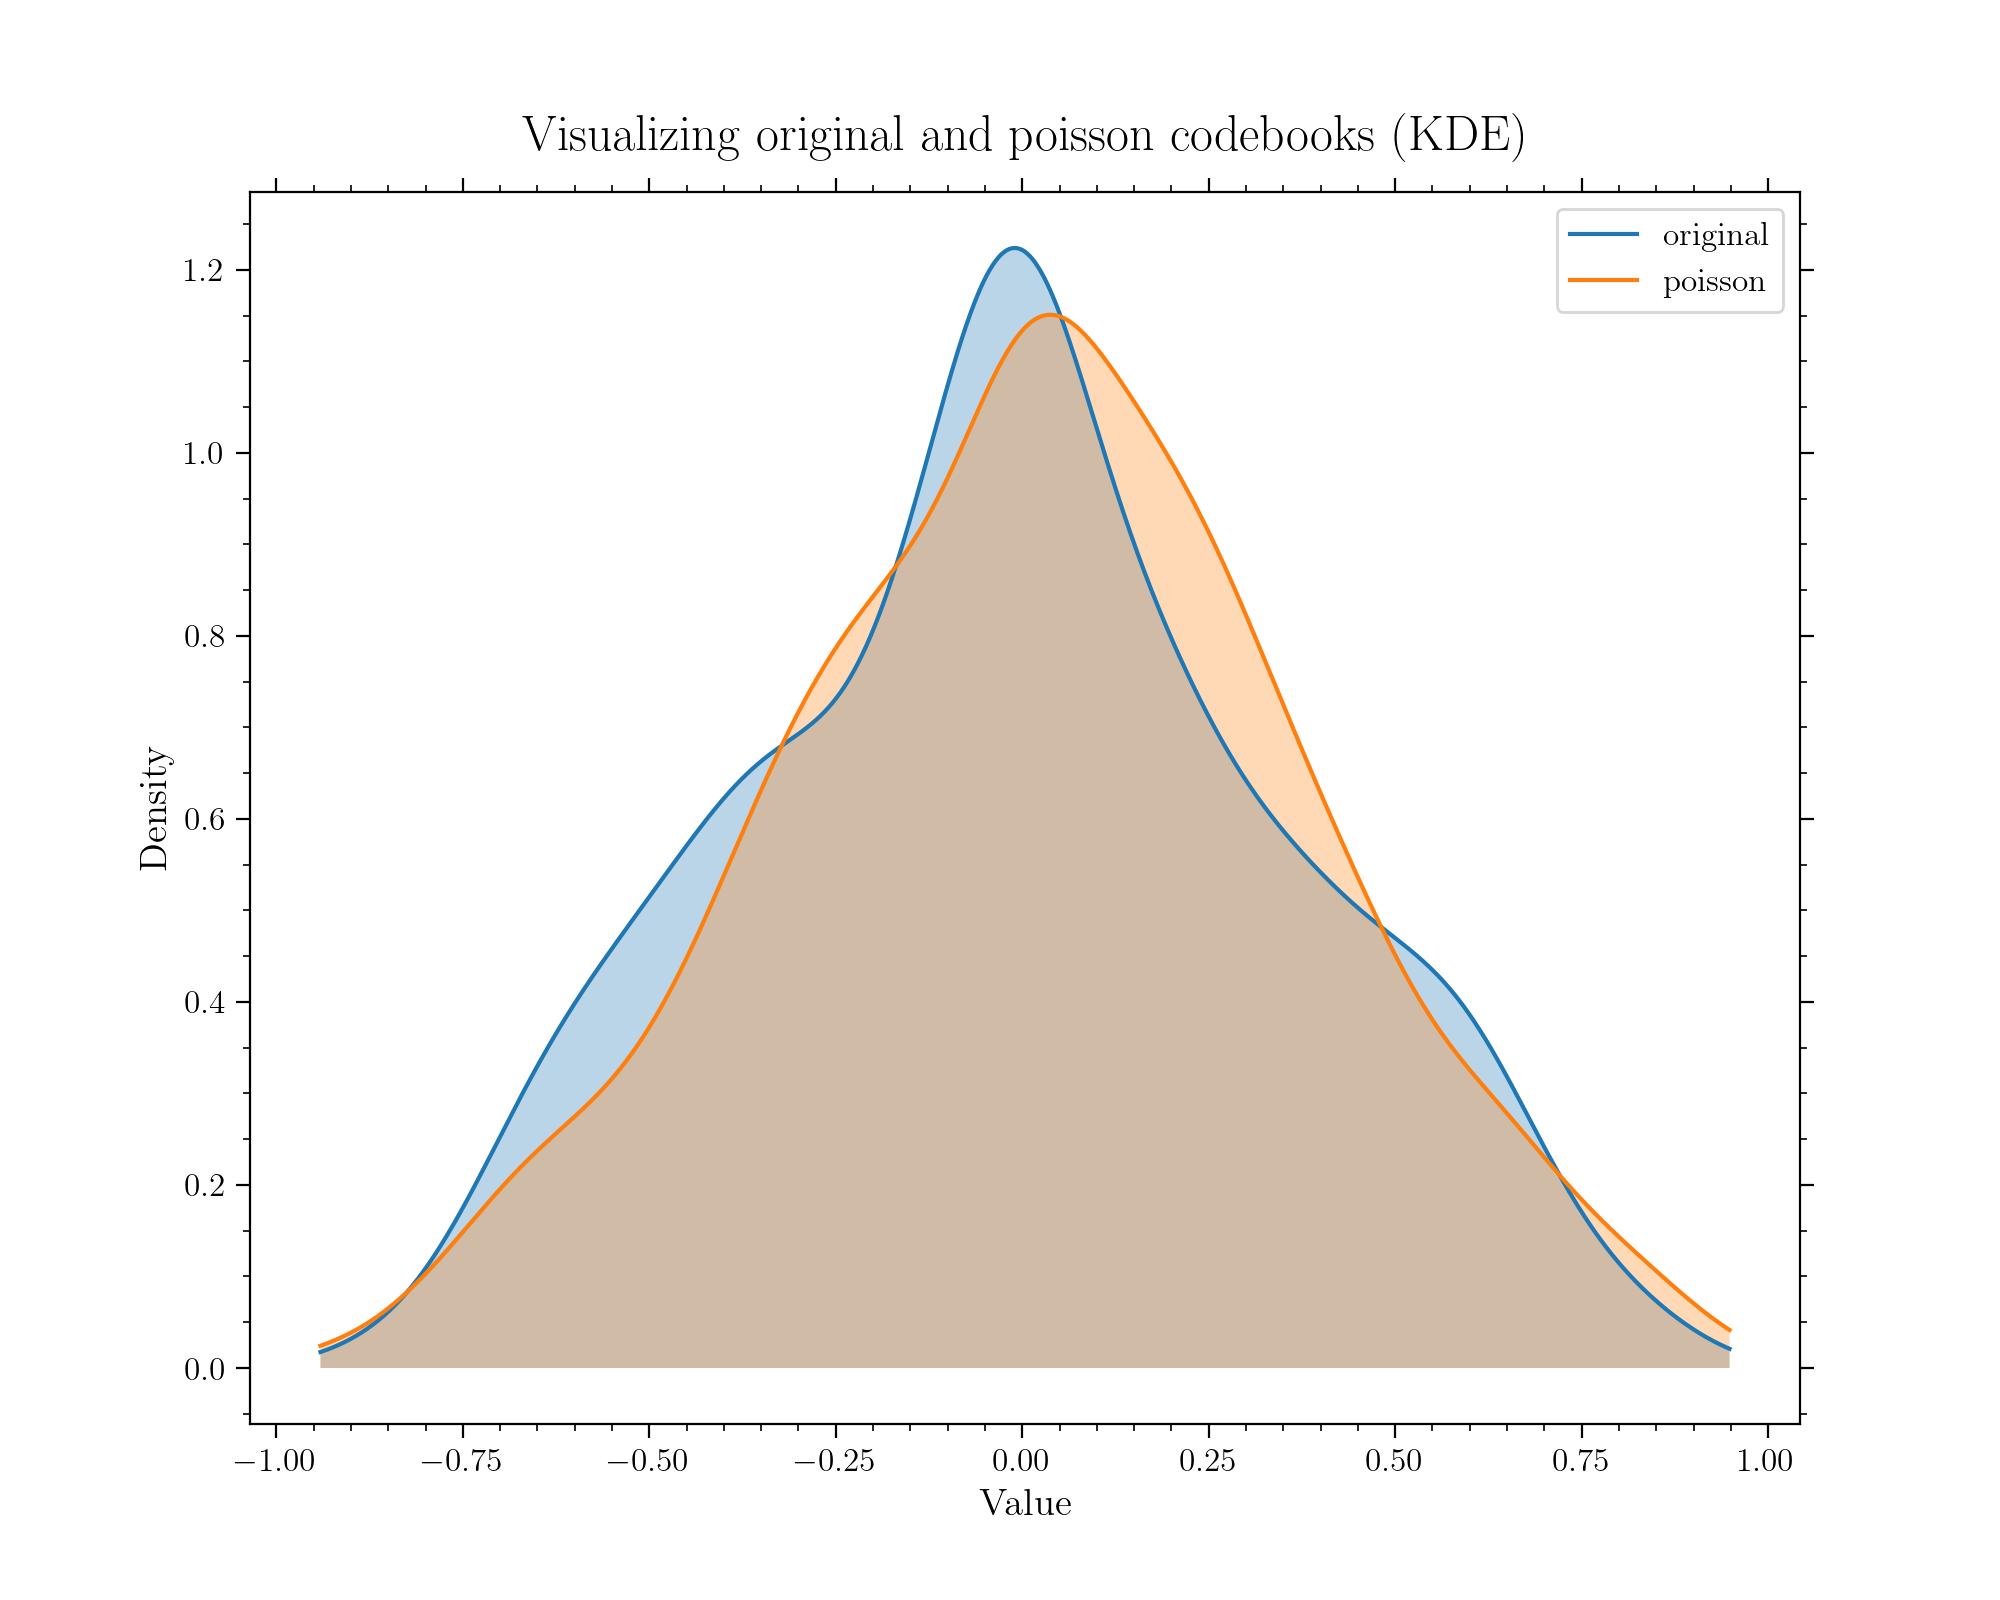 Visualizing original and poisson codebooks (KDE)
original
poisson
1.2
1.0
0.8
0.6
0.4
0.2
0.0
Density
−1.00 −0.75 −0.50 −0.25 0.00 0.25 0.50 0.75 1.00
Value